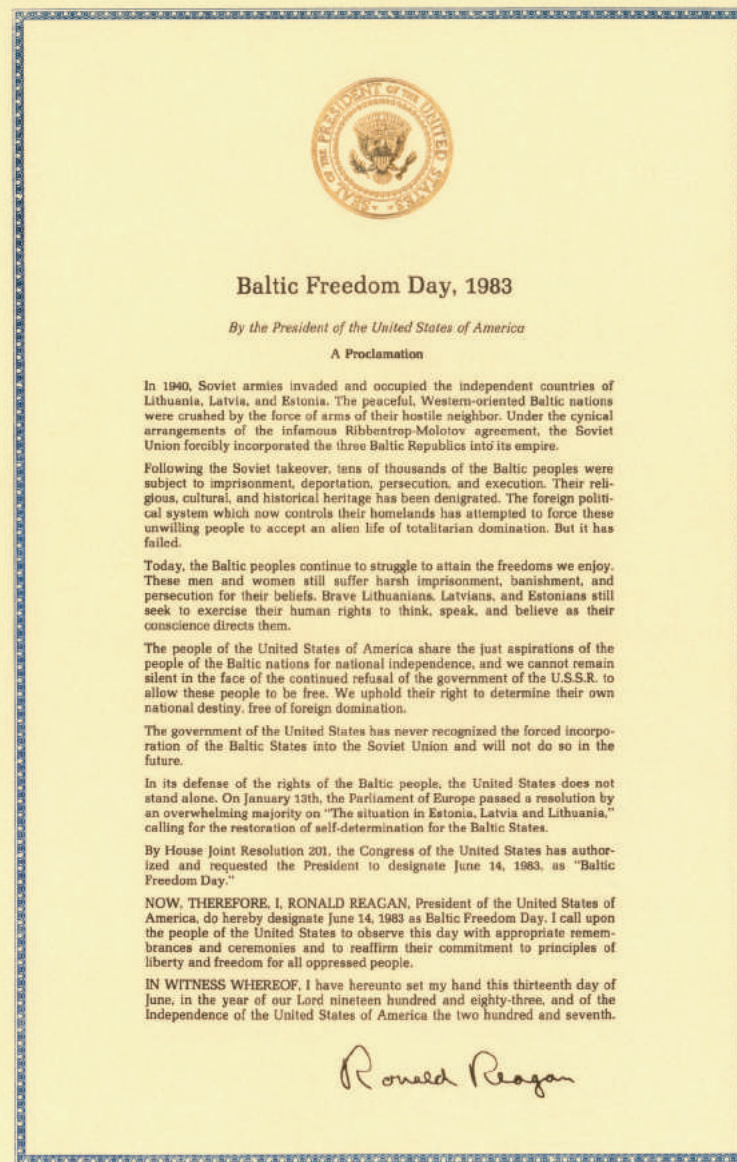 SEAL OF THE PRESIDENT OF THE UNITED STATES
Baltic Freedom Day, 1983
By the President of the United States of America
A Proclamation
In 1940, Soviet armies invaded and occupied the independent countries of
Lithuania, Latvia, and Estonia. The peaceful, Western-oriented Baltic nations
were crushed by the force of arms of their hostile neighbor. Under the cynical
arrangements of the infamous Ribbentrop-Molotov agreement, the Soviet
Union forcibly incorporated the three Baltic Republics into its empire.
Following the Soviet takeover, tens of thousands of the Baltic peoples were
subject to imprisonment, deportation, persecution, and execution. Their reli-
gious, cultural, and historical heritage has been denigrated. The foreign politi-
cal system which now controls their homelands has attempted to force these
unwilling people to accept an alien life of totalitarian domination. But it has
failed.
Today, the Baltic peoples continue to struggle to attain the freedoms we enjoy.
These men and women still suffer harsh imprisonment, banishment, and
persecution for their beliefs. Brave Lithuanians, Latvians, and Estonians still
seek to exercise their human rights to think, speak, and believe as their
conscience directs them.
The people of the United States of America share the just aspirations of the
people of the Baltic nations for national independence, and we cannot remain
silent in the face of the continued refusal of the government of the U.S.S.R. to
allow these people to be free. We uphold their right to determine their own
national destiny, free of foreign domination.
The government of the United States has never recognized the forced incorpo-
ration of the Baltic States into the Soviet Union and will not do so in the
future.
In its defense of the rights of the Baltic people, the United States does not
stand alone. On January 13th, the Parliament of Europe passed a resolution by
an overwhelming majority on "The situation in Estonia, Latvia and Lithuania,"
calling for the restoration of self-determination for the Baltic States.
By House Joint Resolution 201, the Congress of the United States has author-
ized and requested the President to designate June 14, 1983, as "Baltic
Freedom Day."
NOW, THEREFORE, I, RONALD REAGAN, President of the United States of
America, do hereby designate June 14, 1983 as Baltic Freedom Day. I call upon
the people of the United States to observe this day with appropriate remem-
brances and ceremonies and to reaffirm their commitment to principles of
liberty and freedom for all oppressed people.
IN WITNESS WHEREOF, I have hereunto set my hand this thirteenth day of
June, in the year of our Lord nineteen hundred and eighty-three, and of the
Independence of the United States of America the two hundred and seventh.
Ronald Reagan